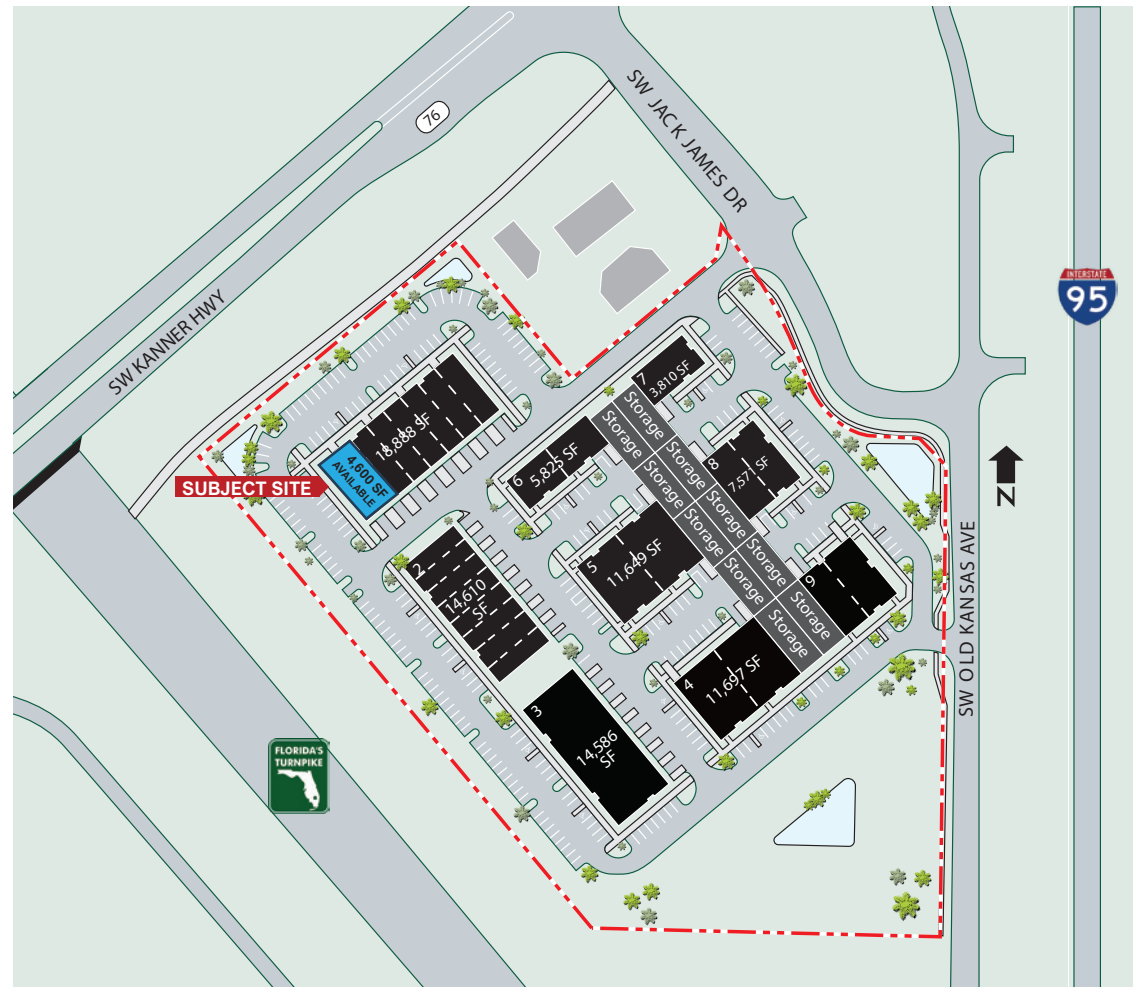 SW JACK JAMES DR
76
INTERSTATE
95
SW KANNER HWY
7
3,810 SF
18,888 SF
4,600 SF
AVAILABLE
SUBJECT SITE
6
5,825 SF
8
7,571 SF
Storage
Storage
Storage
Storage
Storage
Storage
Storage
Storage
Storage
Storage
N
2
14,610
SF
5
11,649 SF
9
SW OLD KANSAS AVE
4
11,697 SF
3
14,586
SF
FLORIDA'S
TURNPIKE